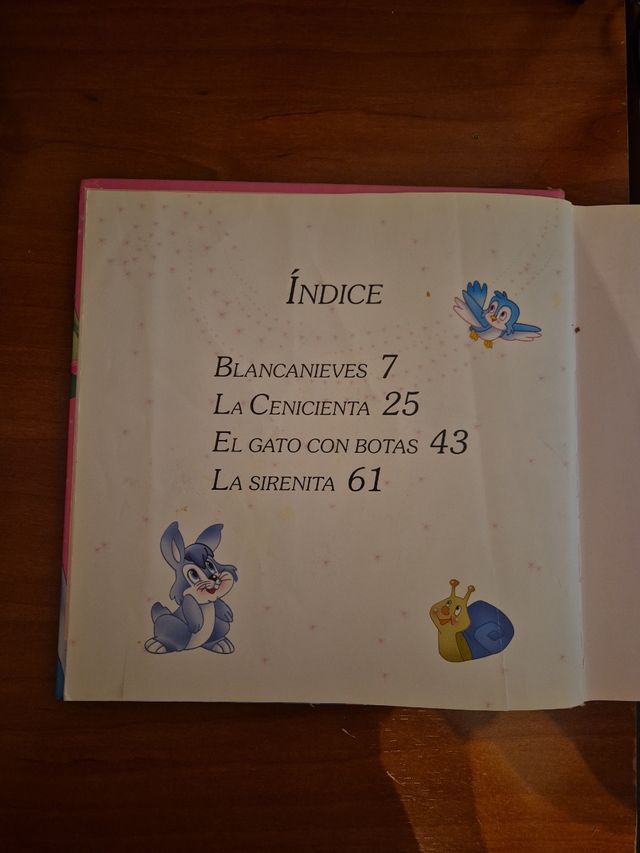 ÍNDICE
BLANCANIEVES 7
LA CENICIENTA 25
EL GATO CON BOTAS 43
LA SIRENITA 61